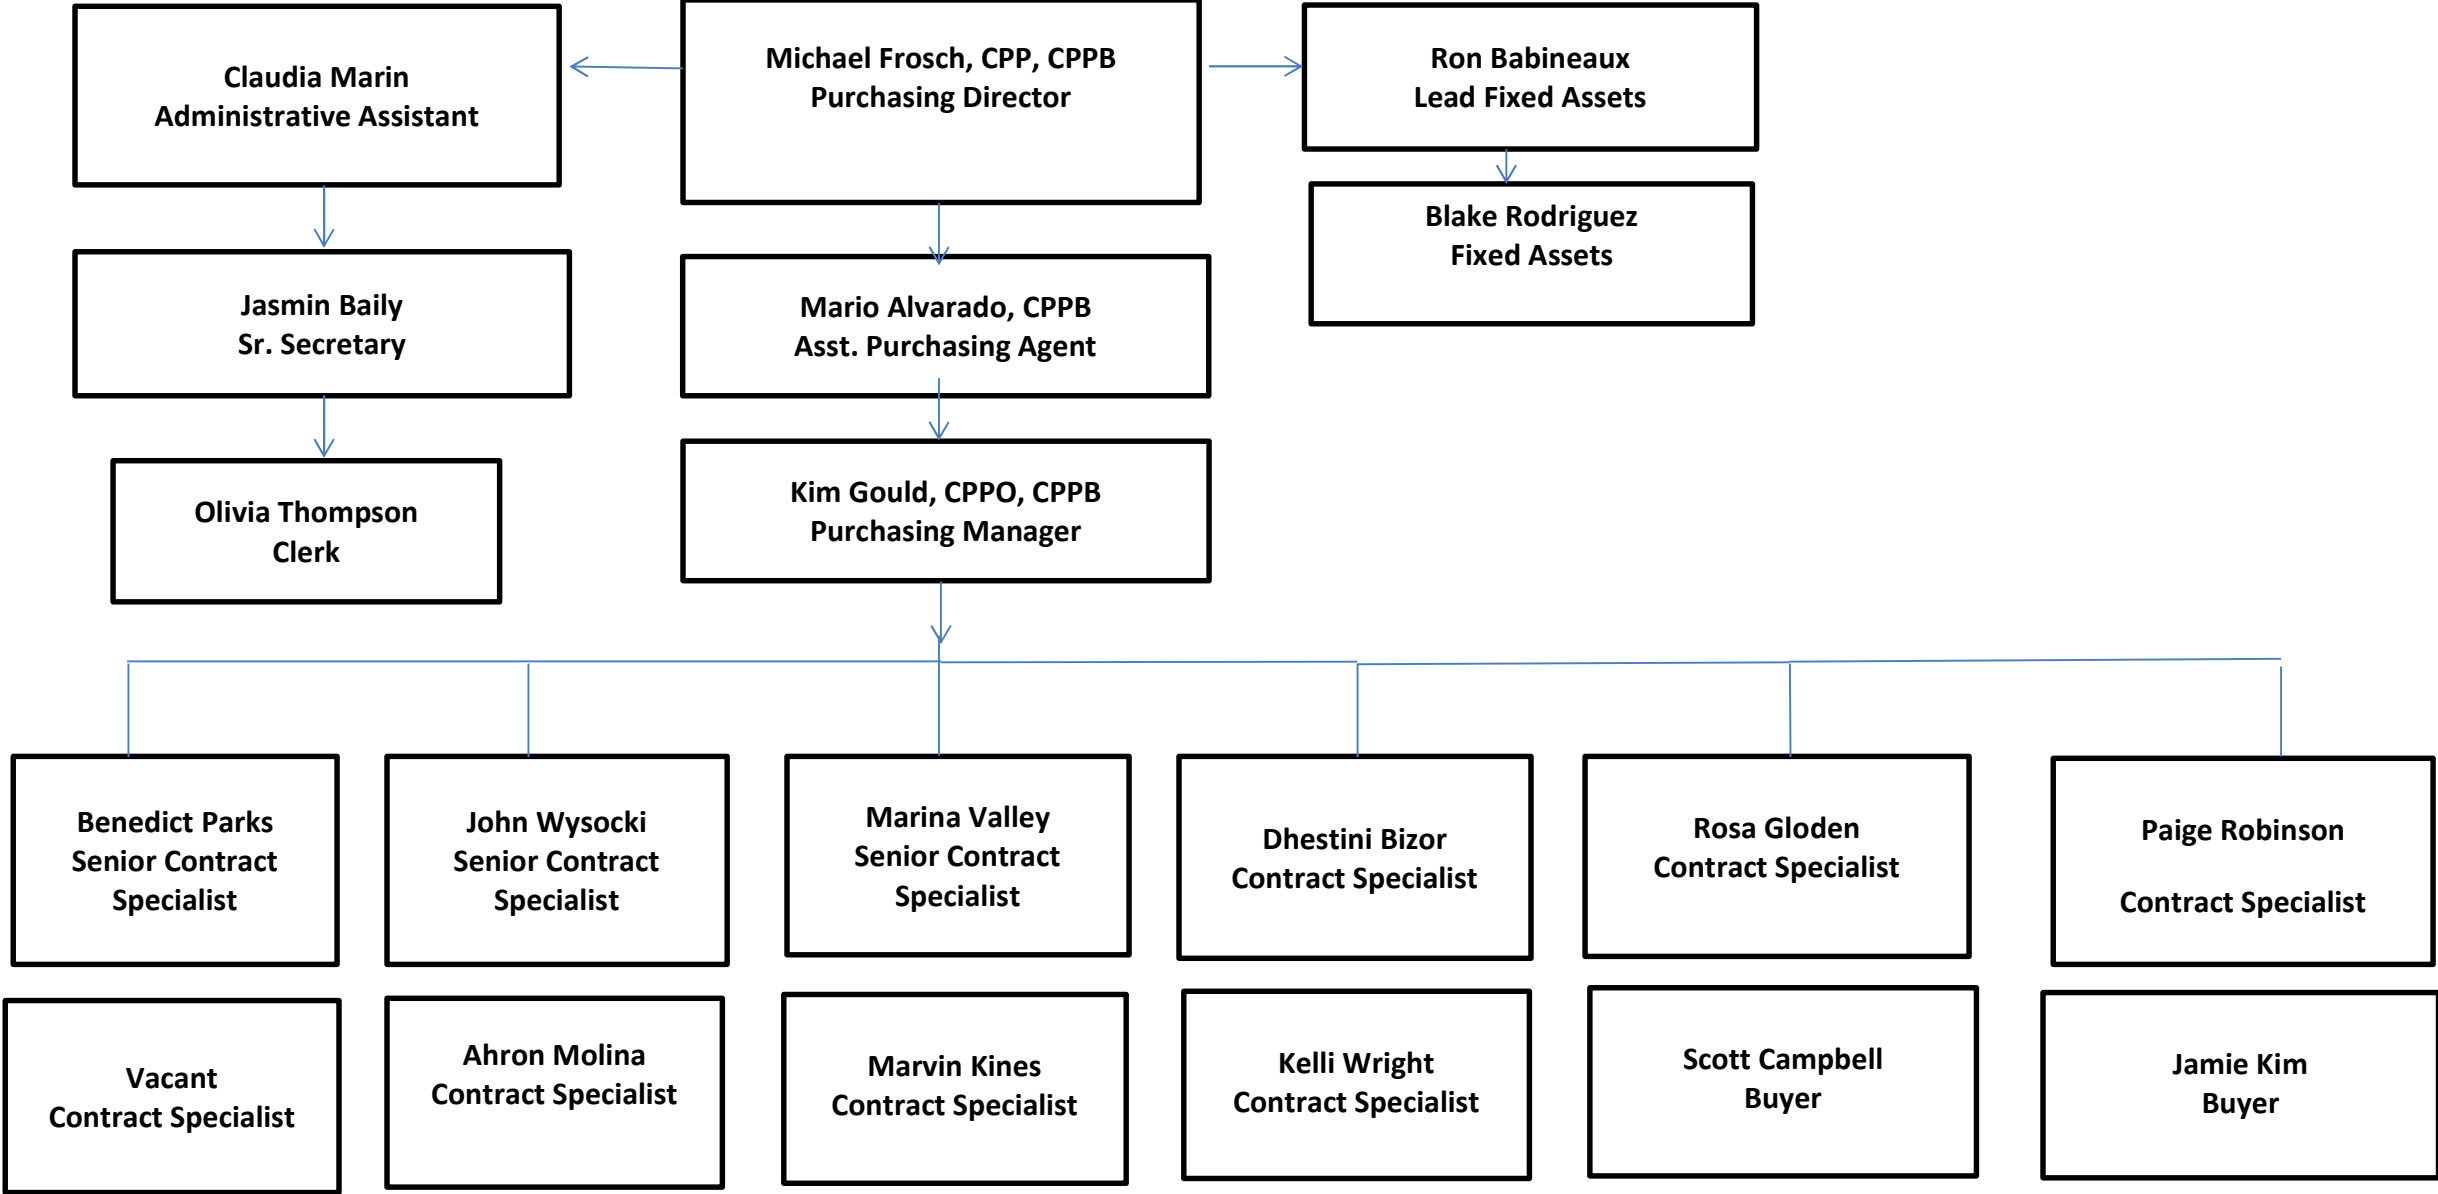 Claudia Marin
Administrative Assistant
Michael Frosch, CPP, CPPB
Purchasing Director
Ron Babineaux
Lead Fixed Assets
Blake Rodriguez
Fixed Assets
Jasmin Baily
Sr. Secretary
Mario Alvarado, CPPB
Asst. Purchasing Agent
Olivia Thompson
Clerk
Kim Gould, CPPO, CPPB
Purchasing Manager
Benedict Parks
Senior Contract
Specialist
John Wysocki
Senior Contract
Specialist
Marina Valley
Senior Contract
Specialist
Dhestini Bizor
Contract Specialist
Rosa Gloden
Contract Specialist
Paige Robinson
Contract Specialist
Vacant
Contract Specialist
Ahron Molina
Contract Specialist
Marvin Kines
Contract Specialist
Kelli Wright
Contract Specialist
Scott Campbell
Buyer
Jamie Kim
Buyer